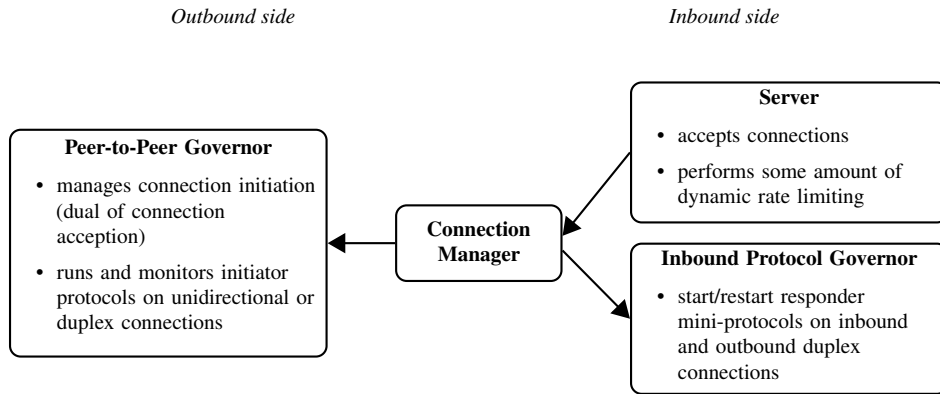 Outbound side
Inbound side
Peer-to-Peer Governor
• manages connection initiation
(dual of connection
acception)
• runs and monitors initiator
protocols on unidirectional or
duplex connections
Connection
Manager
Server
• accepts connections
• performs some amount of
dynamic rate limiting
Inbound Protocol Governor
• start/restart responder
mini-protocols on inbound
and outbound duplex
connections